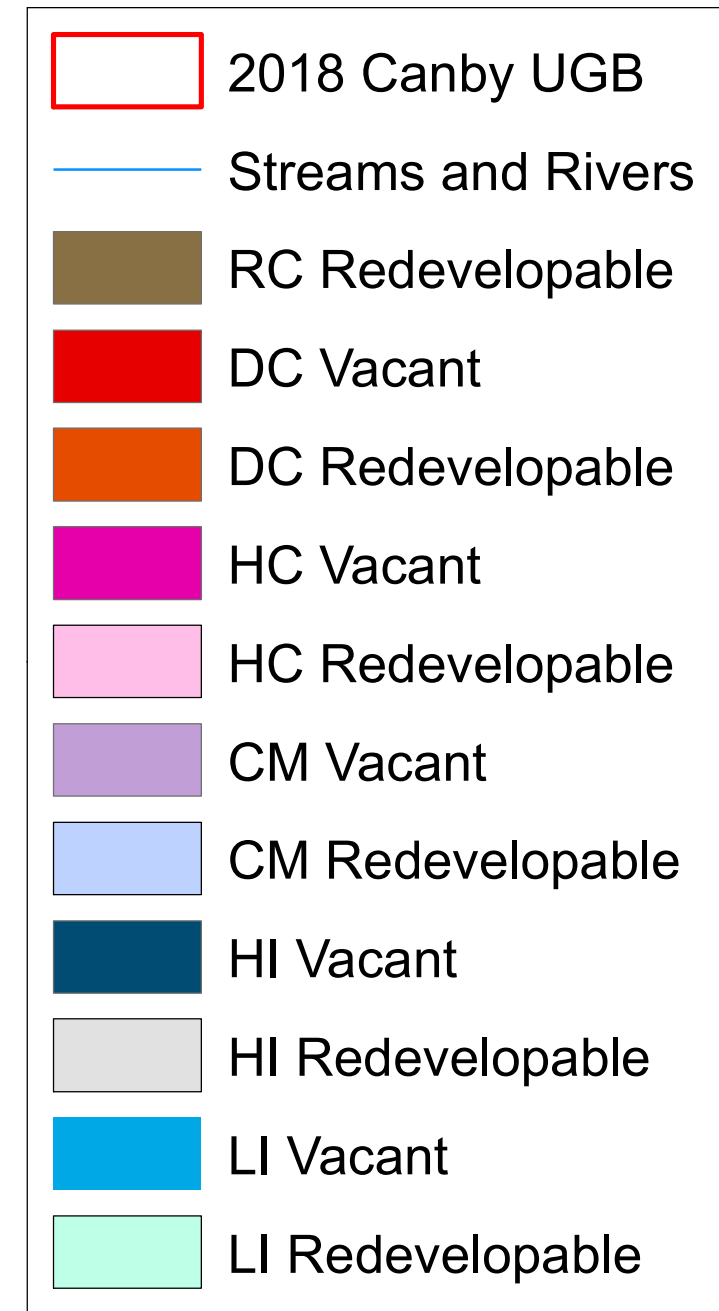 2018 Canby UGB
Streams and Rivers
RC Redevelopable
DC Vacant
DC Redevelopable
HC Vacant
HC Redevelopable
CM Vacant
CM Redevelopable
HI Vacant
HI Redevelopable
LI Vacant
LI Redevelopable